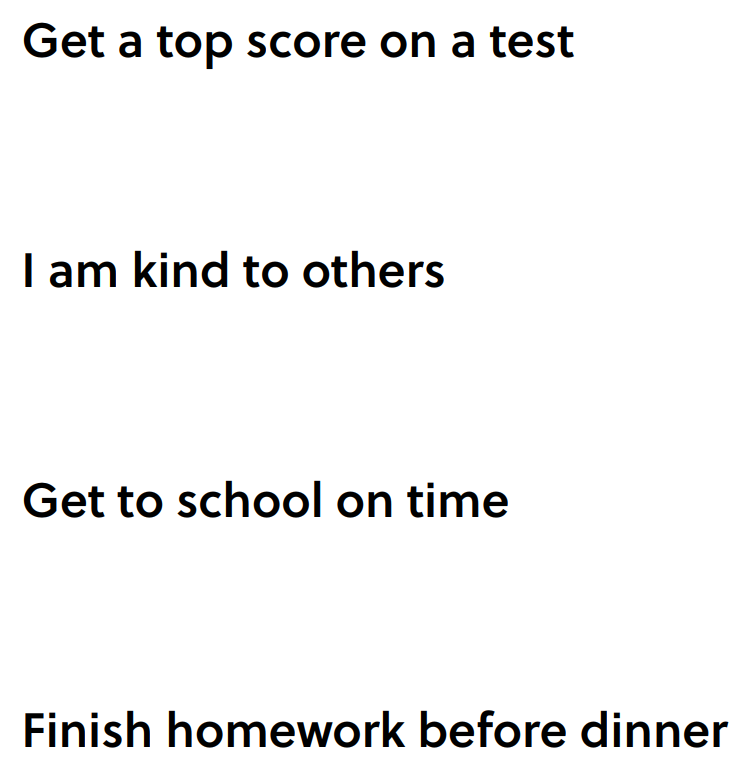 Get a top score on a test
I am kind to others
Get to school on time
Finish homework before dinner